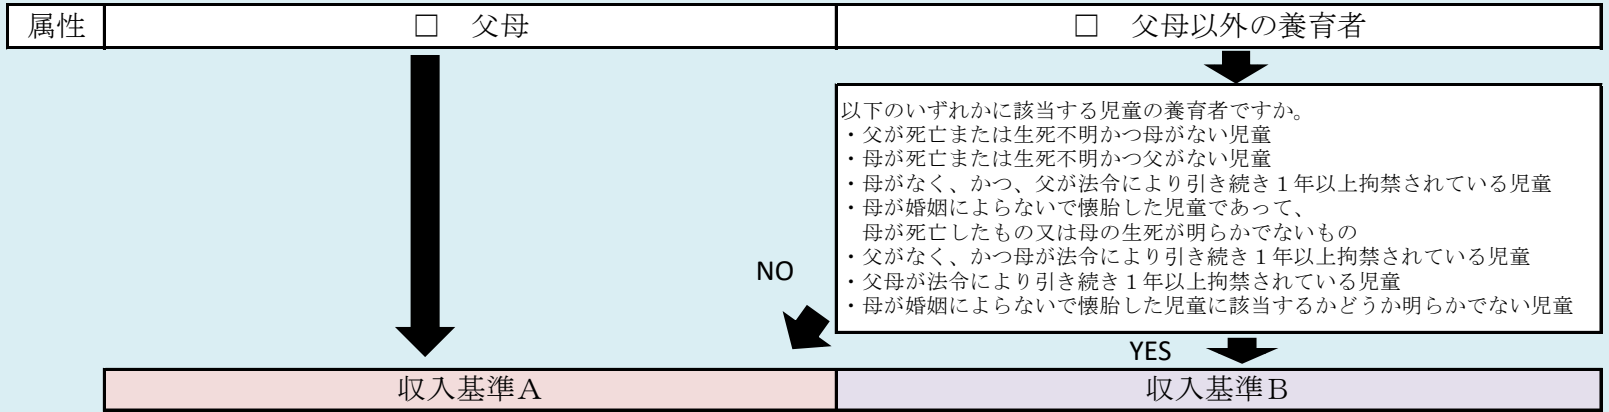 属性
□　父母
□　父母以外の養育者
以下のいずれかに該当する児童の養育者ですか。
・父が死亡または生死不明かつ母がない児童
・母が死亡または生死不明かつ父がない児童
・母がなく、かつ、父が法令により引き続き１年以上拘禁されている児童
・母が婚姻によらないで懐胎した児童であって、
母が死亡したもの又は母の生死が明らかでないもの
・父がなく、かつ母が法令により引き続き１年以上拘禁されている児童
・父母が法令により引き続き１年以上拘禁されている児童
・母が婚姻によらないで懐胎した児童に該当するかどうか明らかでない児童
NO
YES
収入基準Ａ
収入基準Ｂ